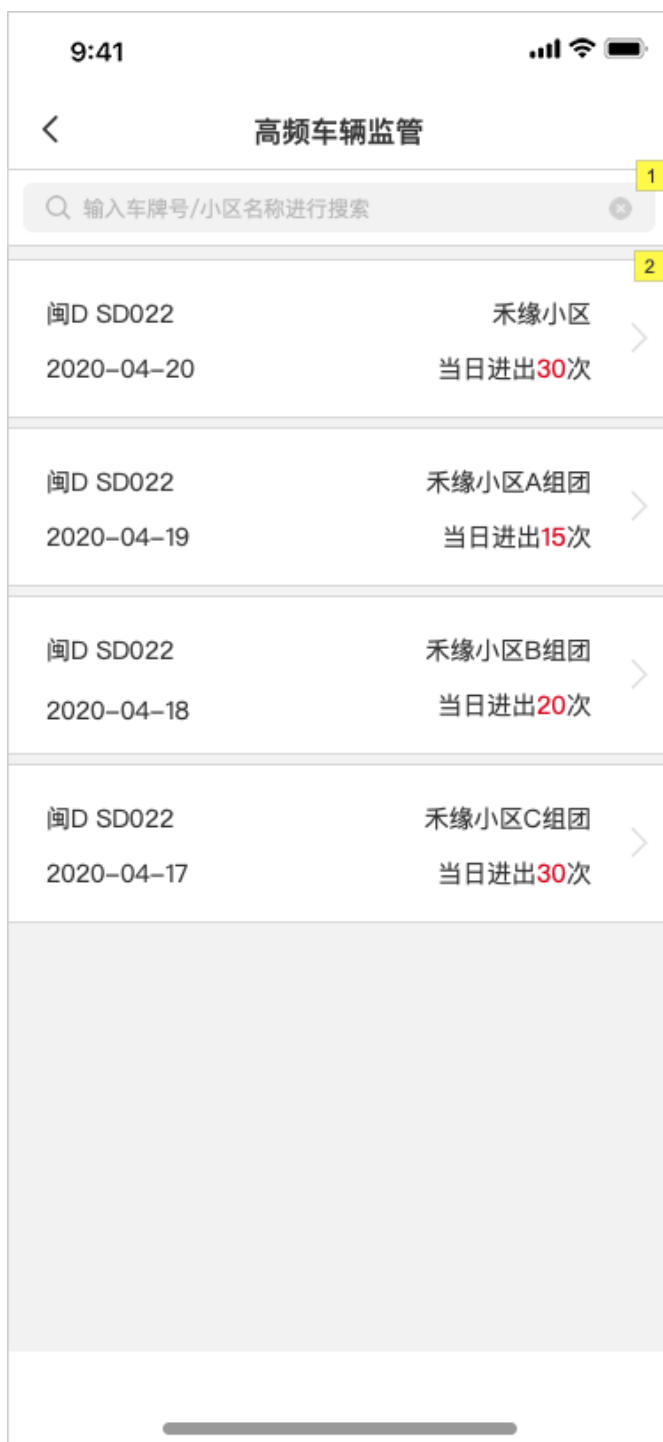 9:41
高频车辆监管
1
输入车牌号/小区名称进行搜索
2
闽D SD022 禾缘小区
2020-04-20 当日进出30次
闽D SD022 禾缘小区A组团
2020-04-19 当日进出15次
闽D SD022 禾缘小区B组团
2020-04-18 当日进出20次
闽D SD022 禾缘小区C组团
2020-04-17 当日进出30次